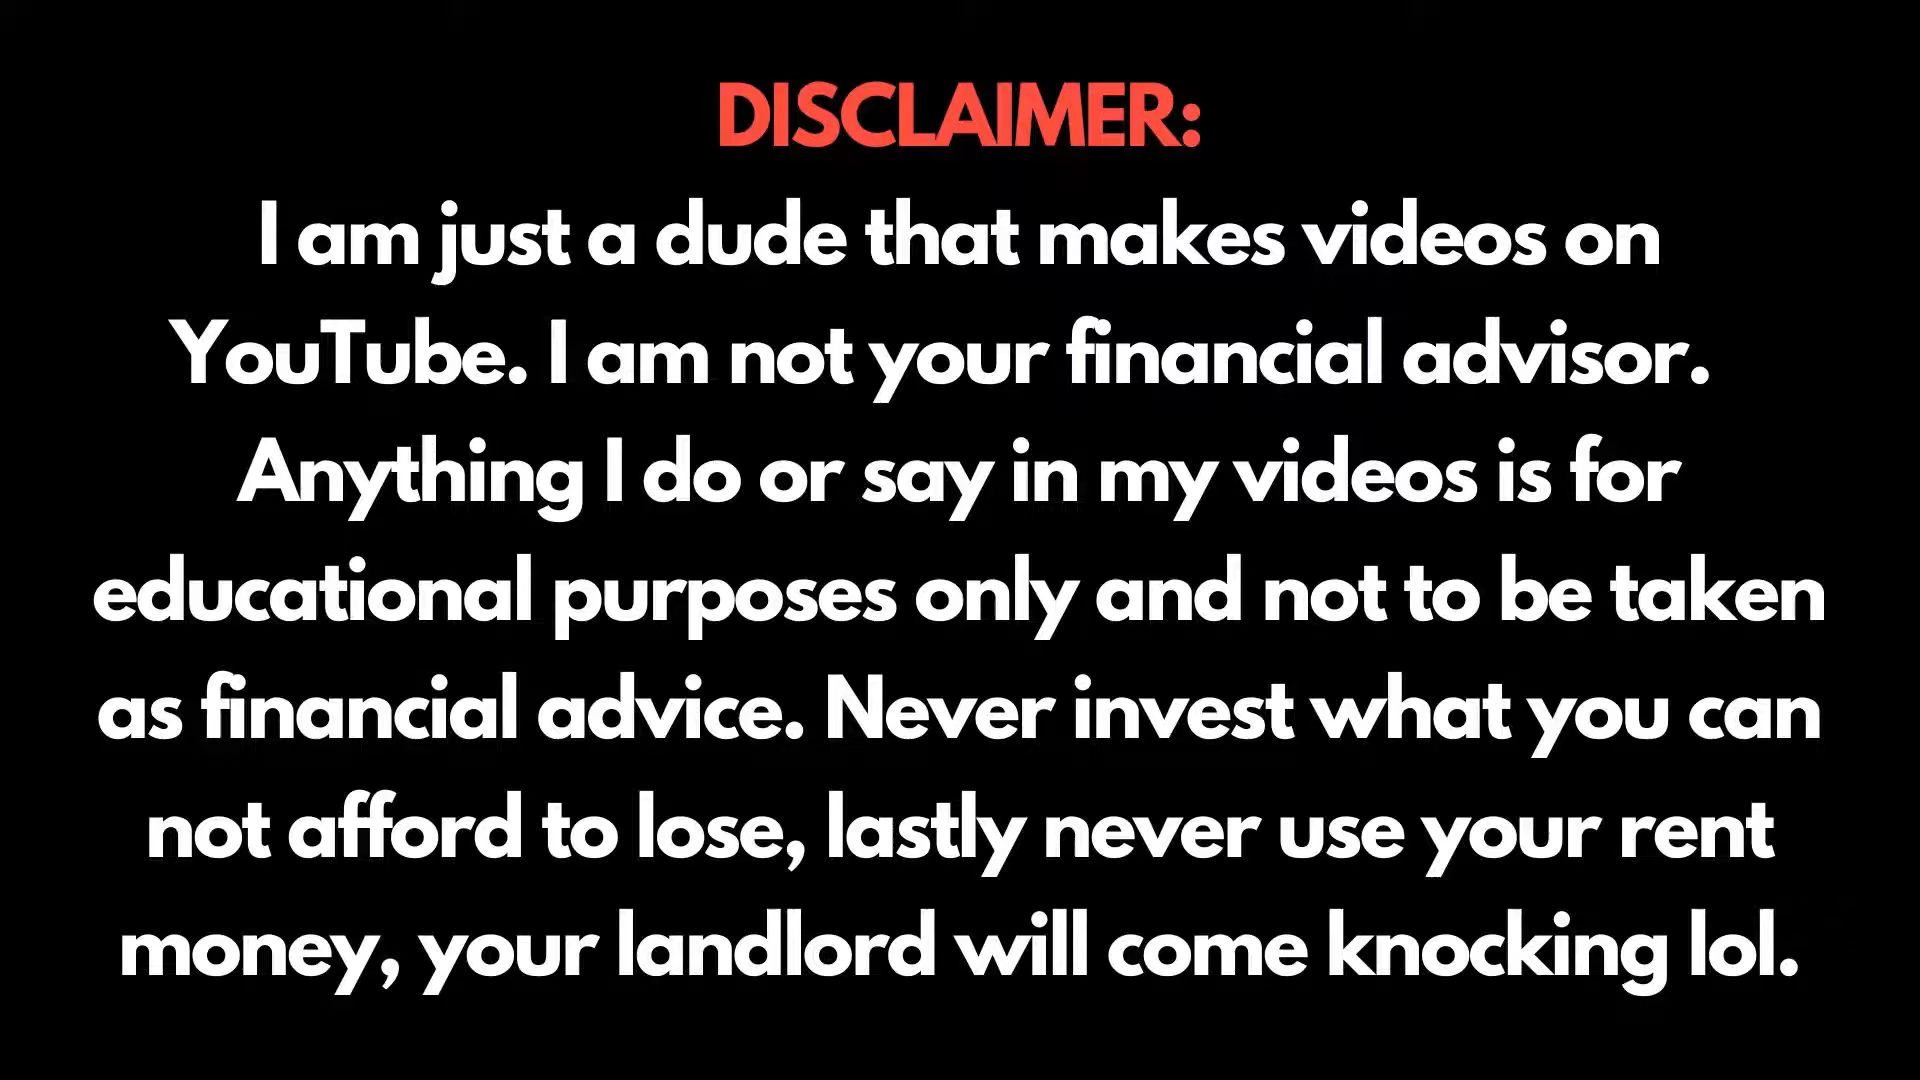 DISCLAIMER:
I am just a dude that makes videos on
YouTube. I am not your financial advisor.
Anything I do or say in my videos is for
educational purposes only and not to be taken
as financial advice. Never invest what you can
not afford to lose, lastly never use your rent
money, your landlord will come knocking lol.